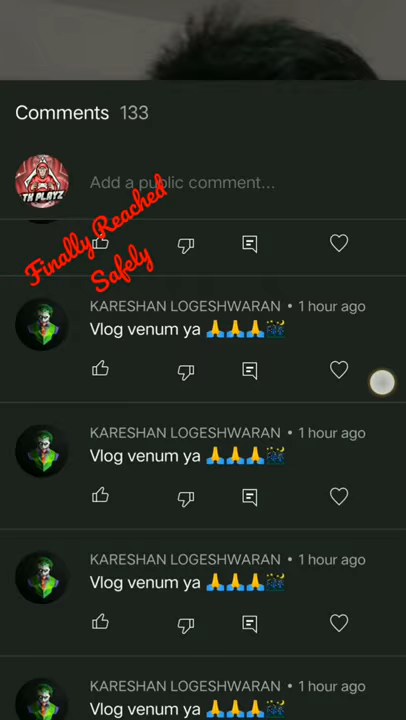 Comments 133
TK PLAYZ
Add a public comment...
Finally Reached
Safely
KARESHAN LOGESHWARAN • 1 hour ago
Vlog venum ya 🙏🙏🙏🎆
KARESHAN LOGESHWARAN • 1 hour ago
Vlog venum ya 🙏🙏🙏🎆
KARESHAN LOGESHWARAN • 1 hour ago
Vlog venum ya 🙏🙏🙏🎆
KARESHAN LOGESHWARAN • 1 hour ago
Vlog venum ya 🙏🙏🙏🎆